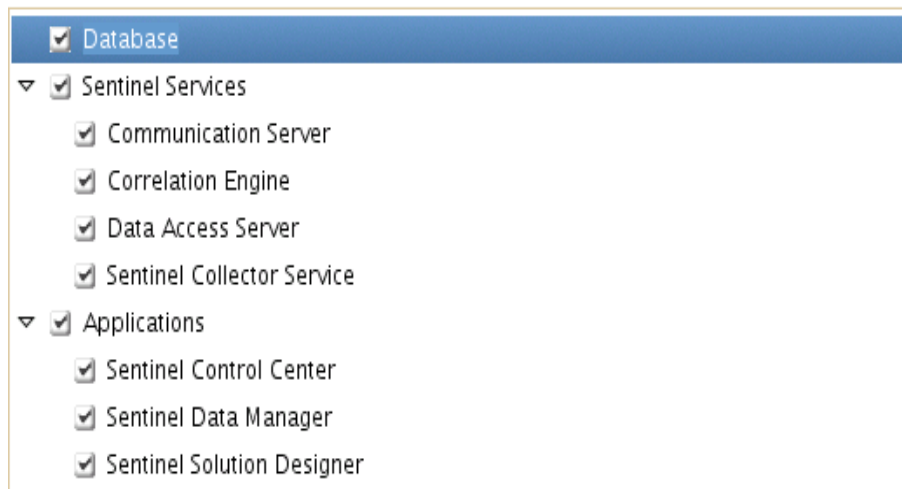 Database
Sentinel Services
Communication Server
Correlation Engine
Data Access Server
Sentinel Collector Service
Applications
Sentinel Control Center
Sentinel Data Manager
Sentinel Solution Designer